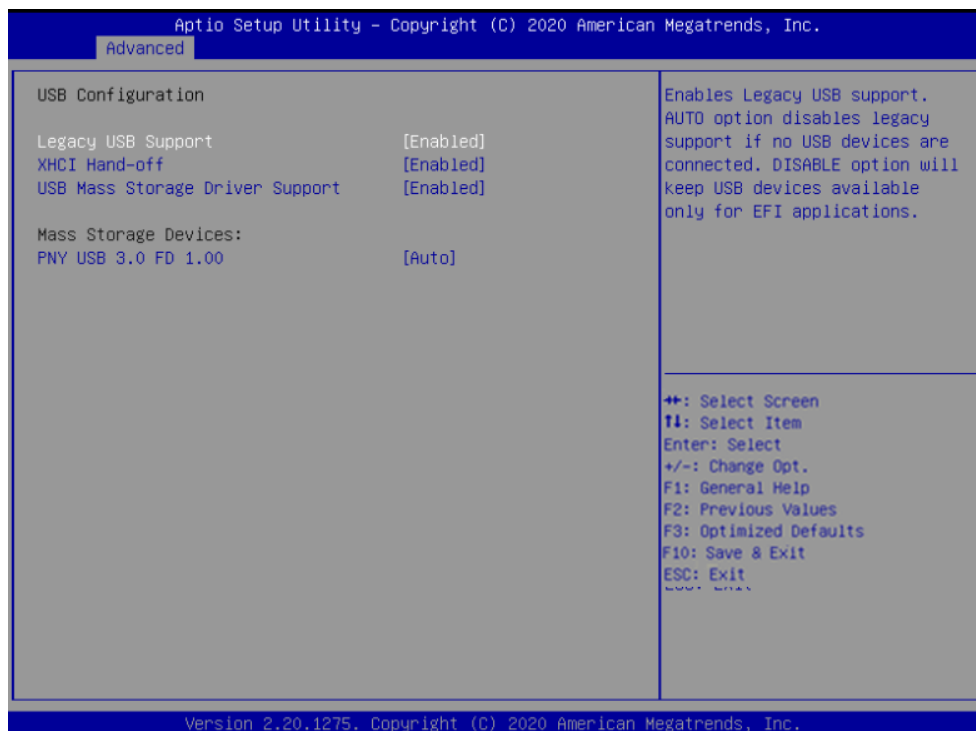 Aptio Setup Utility – Copyright (C) 2020 American Megatrends, Inc.
Advanced
USB Configuration
Legacy USB Support [Enabled]
XHCI Hand-off [Enabled]
USB Mass Storage Driver Support [Enabled]
Mass Storage Devices:
PNY USB 3.0 FD 1.00 [Auto]
Enables Legacy USB support.
AUTO option disables legacy
support if no USB devices are
connected. DISABLE option will
keep USB devices available
only for EFI applications.
→←: Select Screen
↑↓: Select Item
Enter: Select
+/-: Change Opt.
F1: General Help
F2: Previous Values
F3: Optimized Defaults
F10: Save & Exit
ESC: Exit
Version 2.20.1275. Copyright (C) 2020 American Megatrends, Inc.